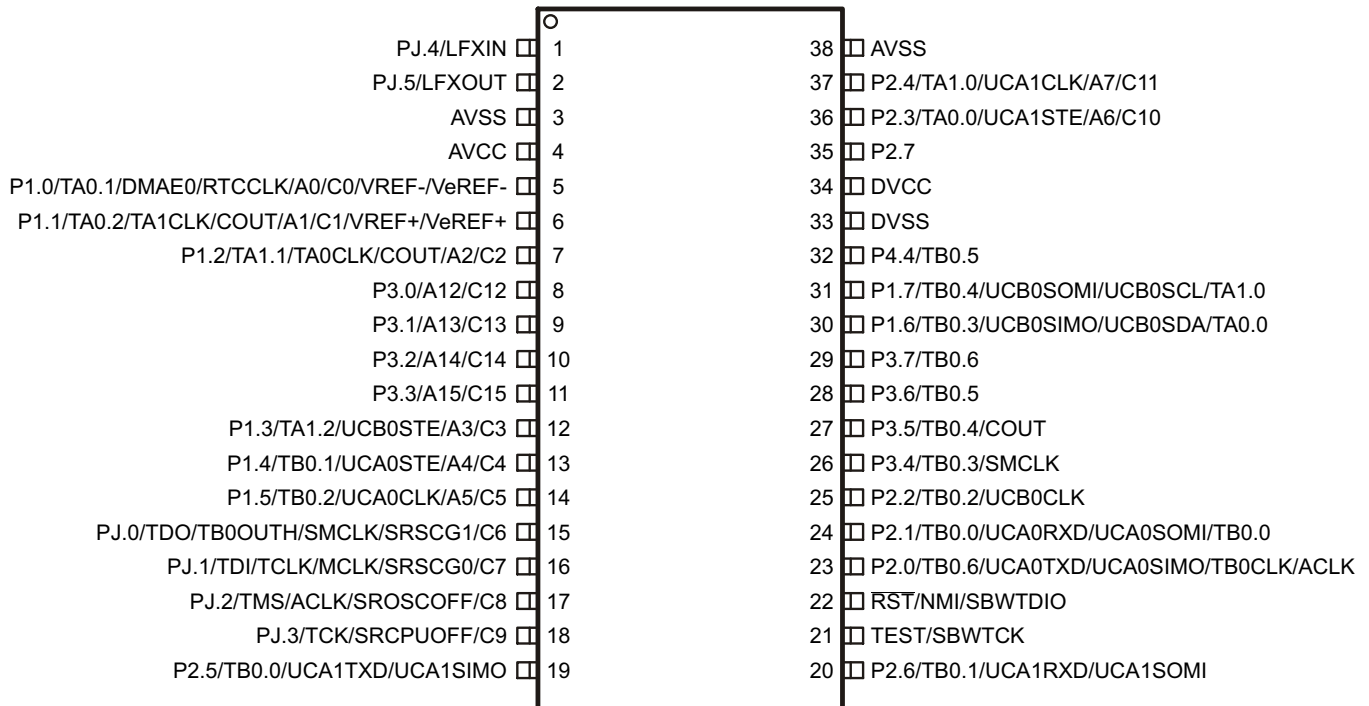 PJ.4/LFXIN 1 38 AVSS
PJ.5/LFXOUT 2 37 P2.4/TA1.0/UCA1CLK/A7/C11
AVSS 3 36 P2.3/TA0.0/UCA1STE/A6/C10
AVCC 4 35 P2.7
P1.0/TA0.1/DMAE0/RTCCLK/A0/C0/VREF-/VeREF- 5 34 DVCC
P1.1/TA0.2/TA1CLK/COUT/A1/C1/VREF+/VeREF+ 6 33 DVSS
P1.2/TA1.1/TA0CLK/COUT/A2/C2 7 32 P4.4/TB0.5
P3.0/A12/C12 8 31 P1.7/TB0.4/UCB0SOMI/UCB0SCL/TA1.0
P3.1/A13/C13 9 30 P1.6/TB0.3/UCB0SIMO/UCB0SDA/TA0.0
P3.2/A14/C14 10 29 P3.7/TB0.6
P3.3/A15/C15 11 28 P3.6/TB0.5
P1.3/TA1.2/UCB0STE/A3/C3 12 27 P3.5/TB0.4/COUT
P1.4/TB0.1/UCA0STE/A4/C4 13 26 P3.4/TB0.3/SMCLK
P1.5/TB0.2/UCA0CLK/A5/C5 14 25 P2.2/TB0.2/UCB0CLK
PJ.0/TDO/TB0OUTH/SMCLK/SRSCG1/C6 15 24 P2.1/TB0.0/UCA0RXD/UCA0SOMI/TB0.0
PJ.1/TDI/TCLK/MCLK/SRSCG0/C7 16 23 P2.0/TB0.6/UCA0TXD/UCA0SIMO/TB0CLK/ACLK
PJ.2/TMS/ACLK/SROSCOFF/C8 17 22 RST/NMI/SBWTDIO
PJ.3/TCK/SRCPUOFF/C9 18 21 TEST/SBWTCK
P2.5/TB0.0/UCA1TXD/UCA1SIMO 19 20 P2.6/TB0.1/UCA1RXD/UCA1SOMI